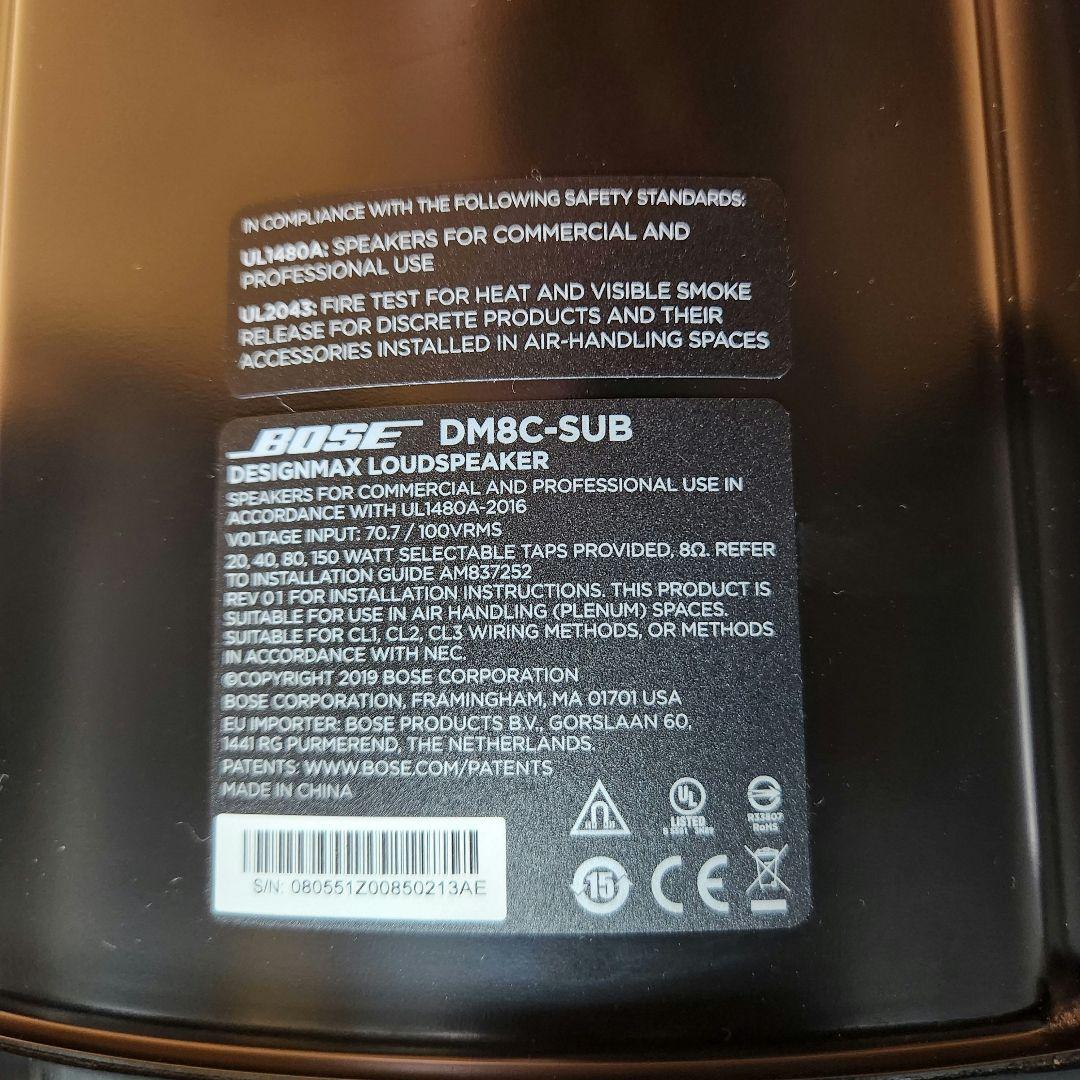 IN COMPLIANCE WITH THE FOLLOWING SAFETY STANDARDS:
UL1480A: SPEAKERS FOR COMMERCIAL AND
PROFESSIONAL USE
UL2043: FIRE TEST FOR HEAT AND VISIBLE SMOKE
RELEASE FOR DISCRETE PRODUCTS AND THEIR
ACCESSORIES INSTALLED IN AIR-HANDLING SPACES
BOSE DM8C-SUB
DESIGNMAX LOUDSPEAKER
SPEAKERS FOR COMMERCIAL AND PROFESSIONAL USE IN
ACCORDANCE WITH UL1480A-2016
VOLTAGE INPUT: 70.7 / 100VRMS
20, 40, 80, 150 WATT SELECTABLE TAPS PROVIDED, 8Ω. REFER
TO INSTALLATION GUIDE AM837252
REV 01 FOR INSTALLATION INSTRUCTIONS. THIS PRODUCT IS
SUITABLE FOR USE IN AIR HANDLING (PLENUM) SPACES.
SUITABLE FOR CL1, CL2, CL3 WIRING METHODS, OR METHODS
IN ACCORDANCE WITH NEC.
©COPYRIGHT 2019 BOSE CORPORATION
BOSE CORPORATION, FRAMINGHAM, MA 01701 USA
EU IMPORTER: BOSE PRODUCTS B.V., GORSLAAN 60,
1441 RG PURMEREND, THE NETHERLANDS.
PATENTS: WWW.BOSE.COM/PATENTS
MADE IN CHINA
UL
LISTED
R33807
RoHS
S/N: 080551Z00850213AE
15
CE